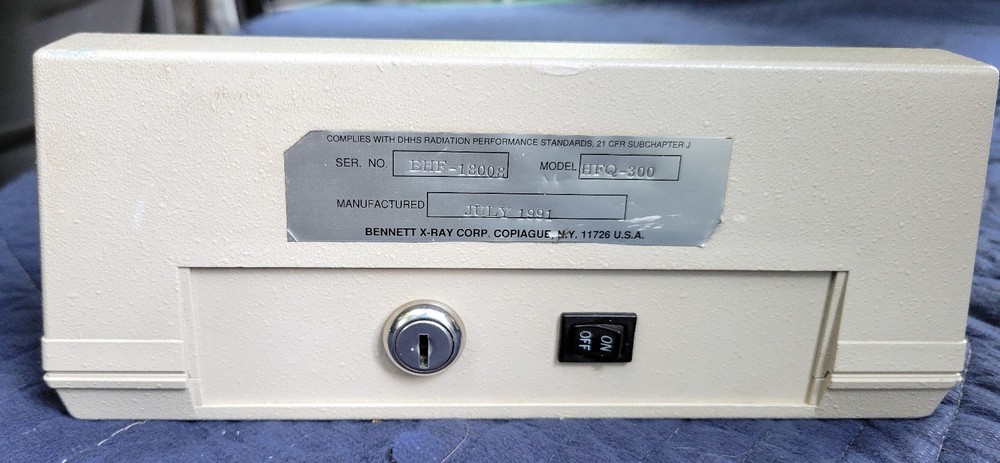 COMPLIES WITH DHHS RADIATION PERFORMANCE STANDARDS, 21 CFR SUBCHAPTER J
SER. NO. BHF-18008 MODEL HFQ-300
MANUFACTURED JULY 1991
BENNETT X-RAY CORP. COPIAGUE, N.Y. 11726 U.S.A.
ON
OFF